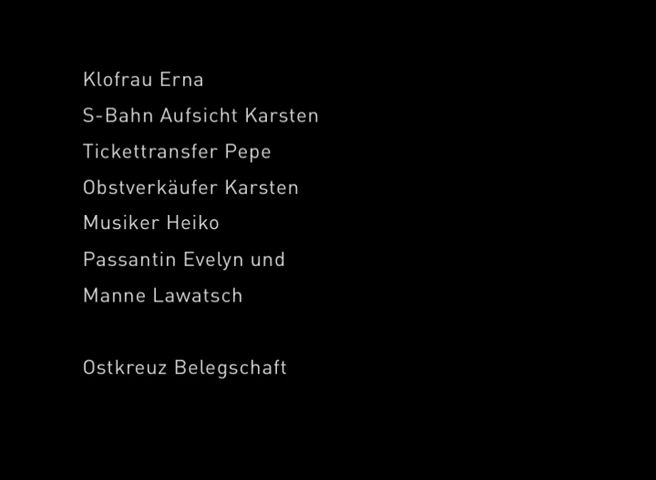 Klofrau Erna
S-Bahn Aufsicht Karsten
Tickettransfer Pepe
Obstverkäufer Karsten
Musiker Heiko
Passantin Evelyn und
Manne Lawatsch
Ostkreuz Belegschaft